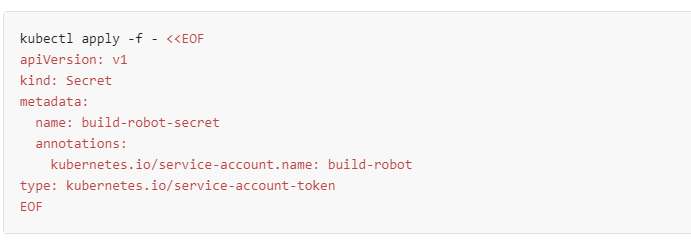 kubectl apply -f - <<EOF
apiVersion: v1
kind: Secret
metadata:
  name: build-robot-secret
  annotations:
    kubernetes.io/service-account.name: build-robot
type: kubernetes.io/service-account-token
EOF